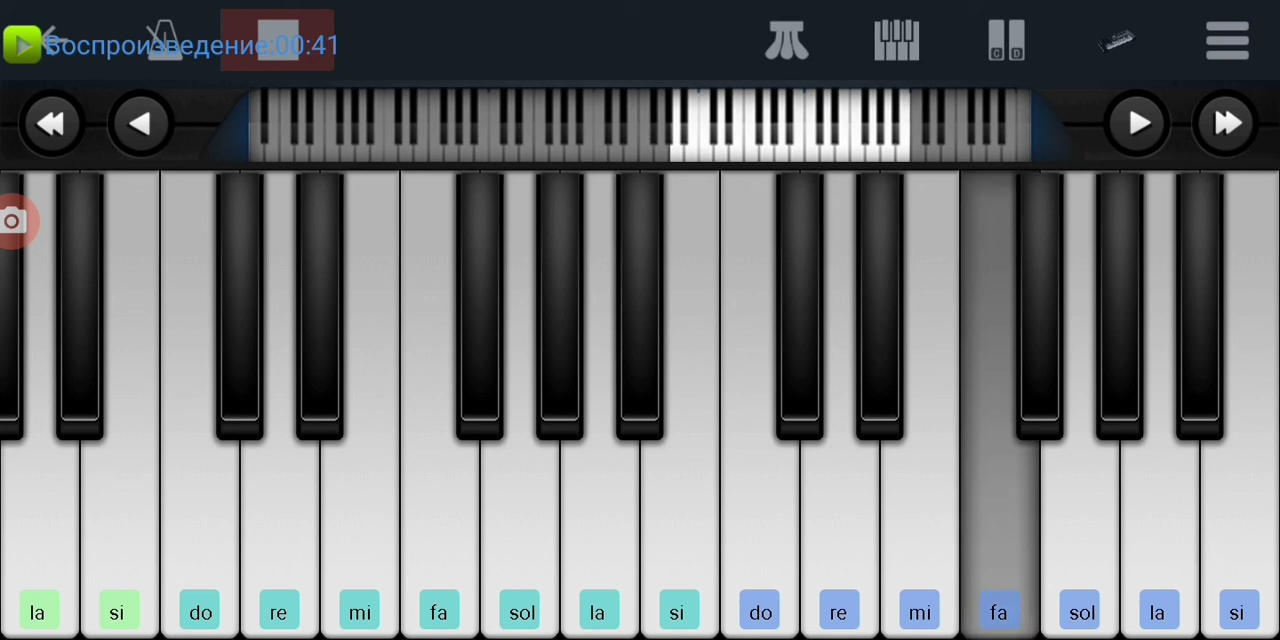 Воспроизведение:00:41
C D
la si do re mi fa sol la si do re mi fa sol la si